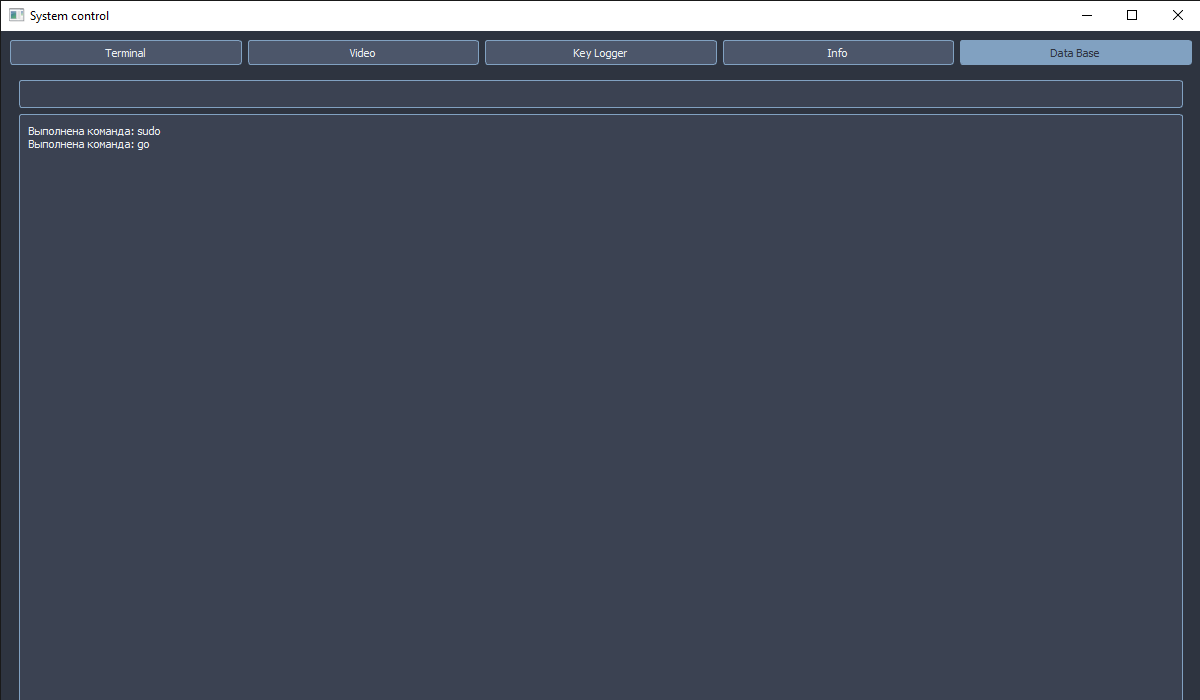 System control
Terminal
Video
Key Logger
Info
Data Base
Выполнена команда: sudo
Выполнена команда: go